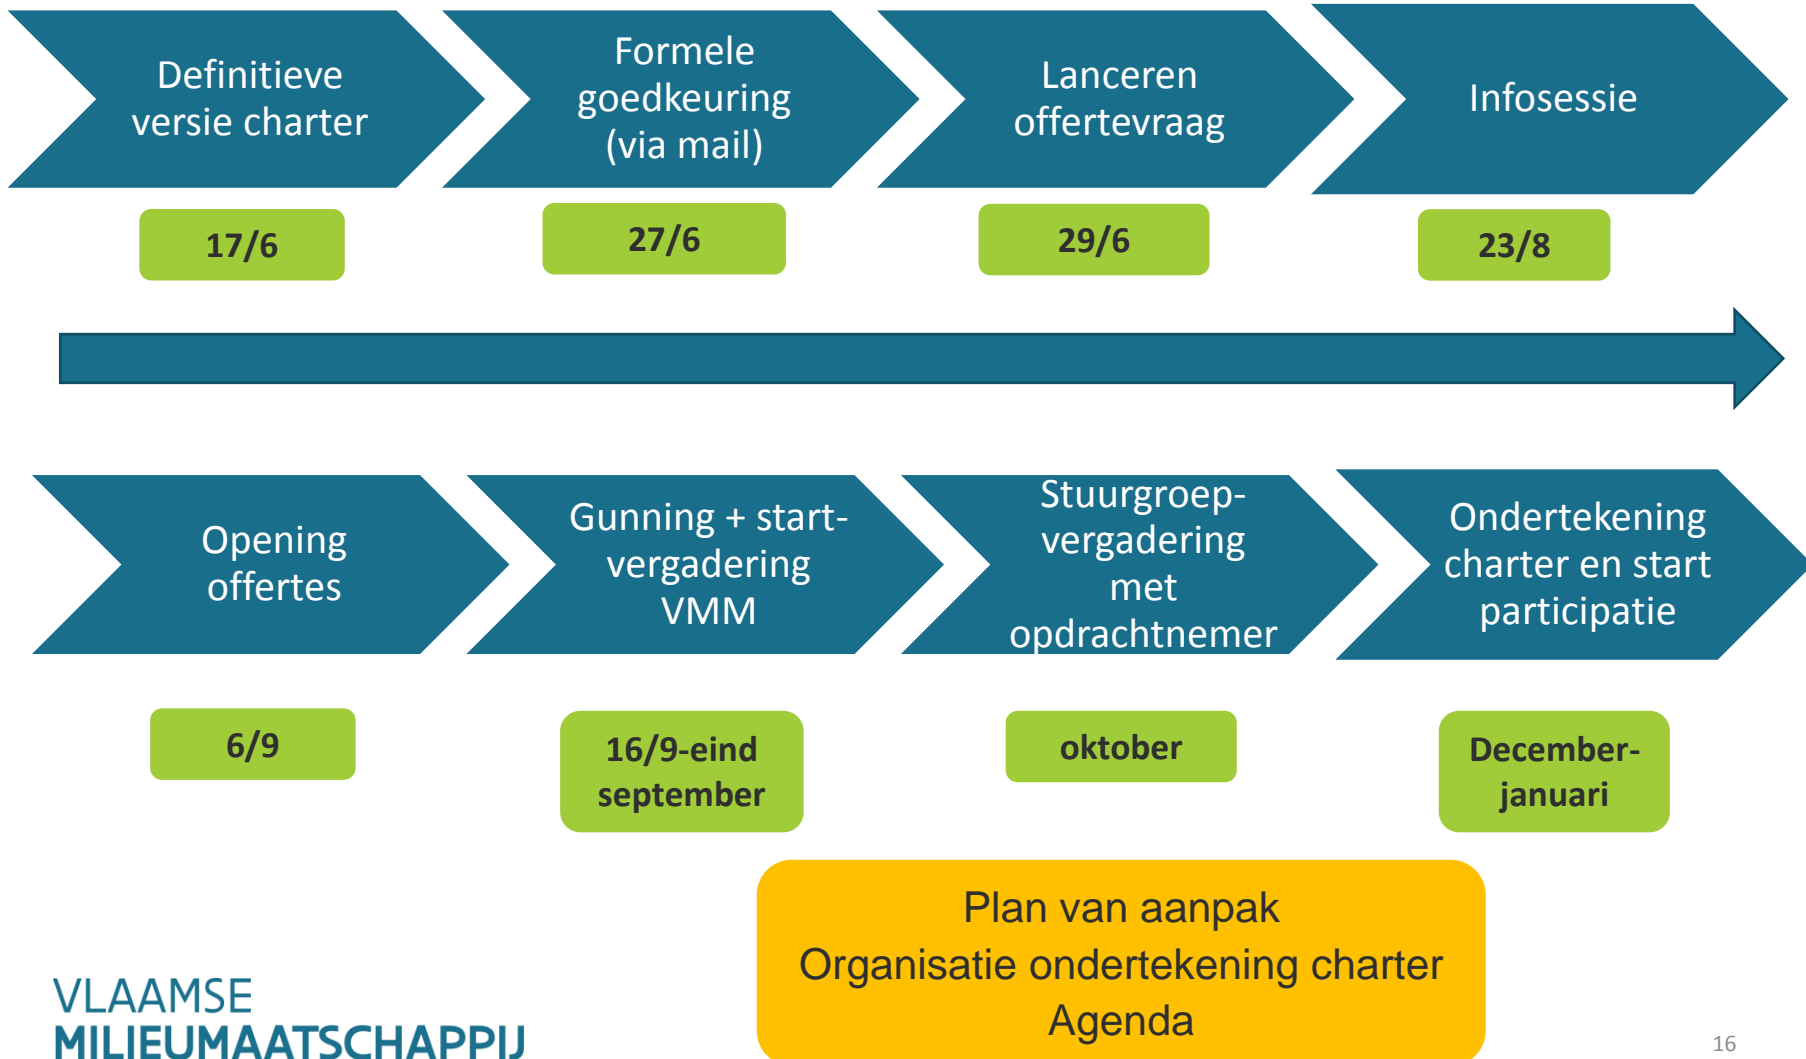 Definitieve
versie charter
Formele
goedkeuring
(via mail)
Lanceren
offertevraag
Infosessie
17/6
27/6
29/6
23/8
Opening
offertes
Gunning + start-
vergadering
VMM
Stuurgroep-
vergadering
met
opdrachtnemer
Ondertekening
charter en start
participatie
6/9
16/9-eind
september
oktober
December-
januari
Plan van aanpak
Organisatie ondertekening charter
Agenda
VLAAMSE
MILIEUMAATSCHAPPIJ
16